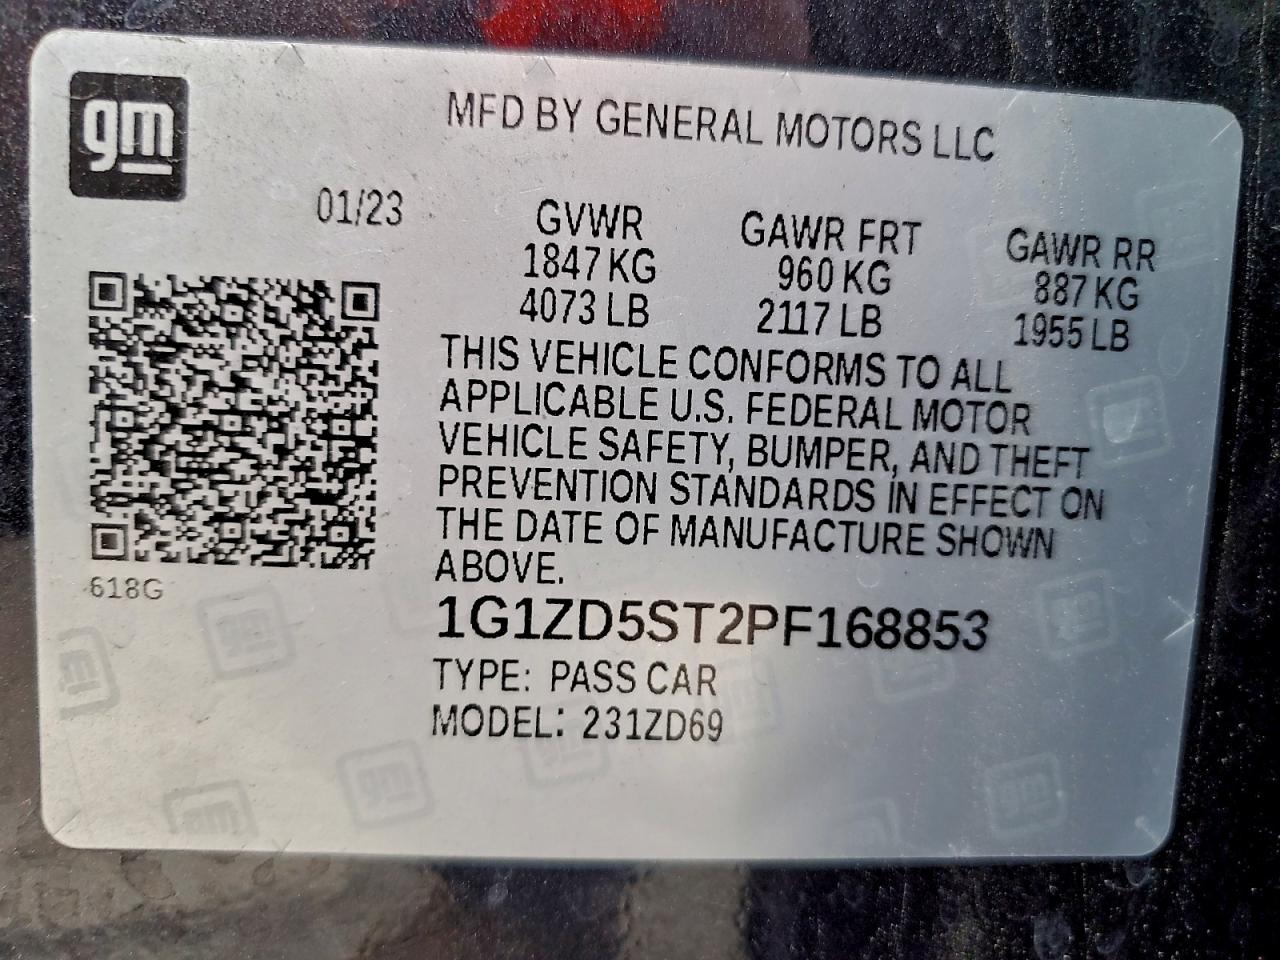 gm
MFD BY GENERAL MOTORS LLC
01/23
GVWR
1847 KG
4073 LB
GAWR FRT
960 KG
2117 LB
GAWR RR
887 KG
1955 LB
THIS VEHICLE CONFORMS TO ALL
APPLICABLE U.S. FEDERAL MOTOR
VEHICLE SAFETY, BUMPER, AND THEFT
PREVENTION STANDARDS IN EFFECT ON
THE DATE OF MANUFACTURE SHOWN
ABOVE.
618G
1G1ZD5ST2PF168853
TYPE: PASS CAR
MODEL: 231ZD69